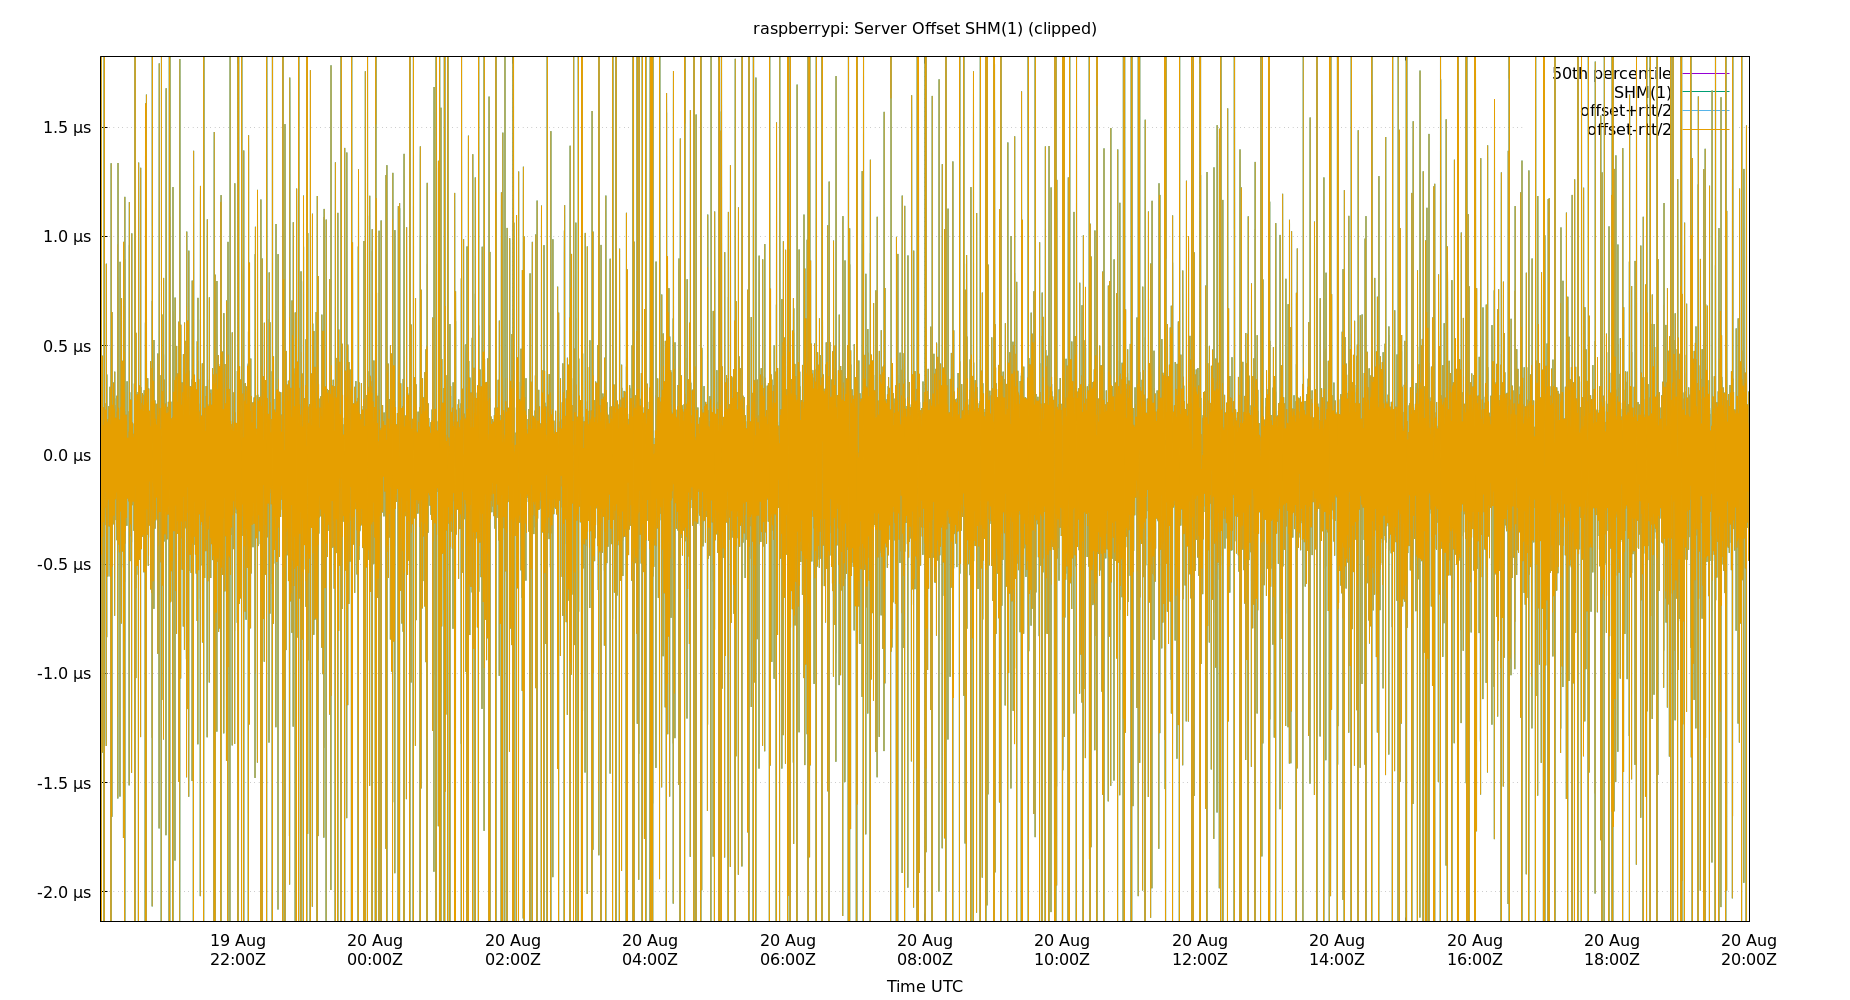 raspberrypi: Server Offset SHM(1) (clipped)
50th percentile
SHM(1)
offset+rtt/2
offset-rtt/2
1.5 µs
1.0 µs
0.5 µs
0.0 µs
-0.5 µs
-1.0 µs
-1.5 µs
-2.0 µs
19 Aug 20 Aug 20 Aug 20 Aug 20 Aug 20 Aug 20 Aug 20 Aug 20 Aug 20 Aug 20 Aug 20 Aug
22:00Z 00:00Z 02:00Z 04:00Z 06:00Z 08:00Z 10:00Z 12:00Z 14:00Z 16:00Z 18:00Z 20:00Z
Time UTC